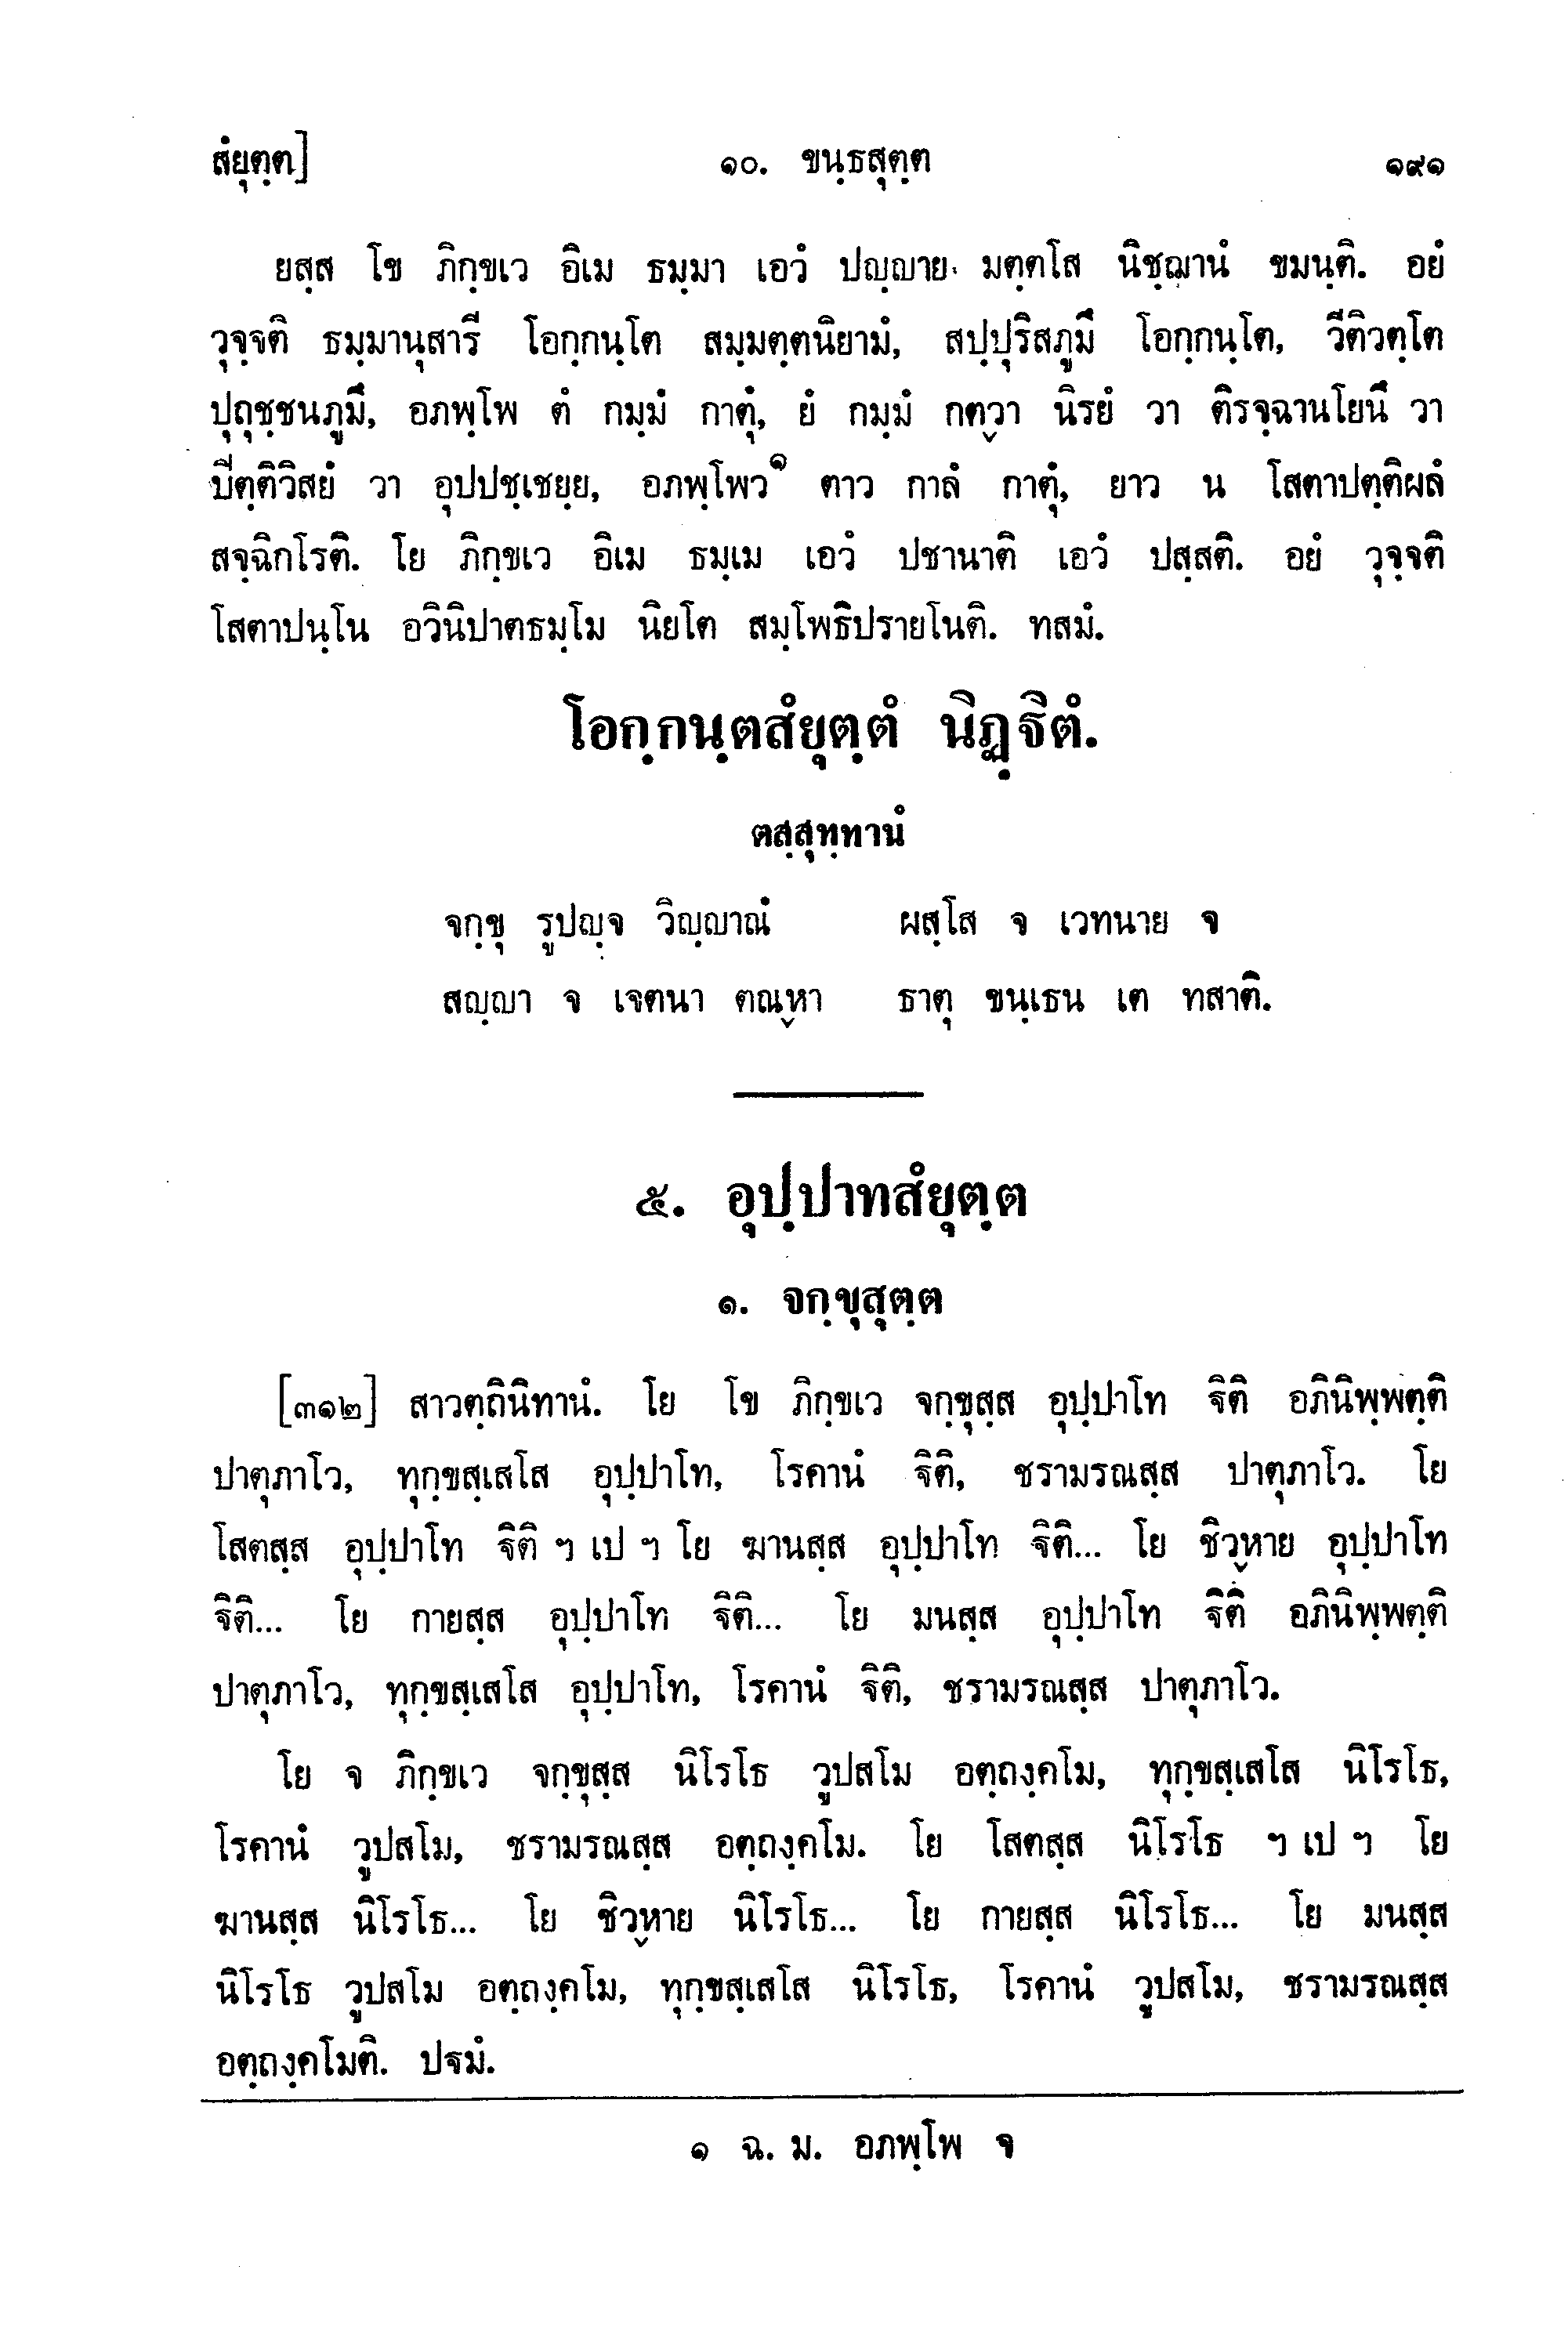 สํยุตฺต]
๑๐. ขนฺธสุตฺต
๑๙๑
ยสฺส โข ภิกฺขเว อิเม ธมฺมา เอวํ ปญฺญาย มตฺตโส นิชฺฌานํ ขมนฺติ. อยํ
วุจฺจติ ธมฺมานุสารี โอกฺกนฺโต สมฺมตฺตนิยามํ, สปฺปุริสภูมึ โอกฺกนฺโต, วีติวตฺโต
ปุถุชฺชนภูมึ, อภพฺโพ ตํ กมฺมํ กาตุํ, ยํ กมฺมํ กตฺวา นิรยํ วา ติรจฺฉานโยนึ วา
ปีตฺติวิสยํ วา อุปปชฺเชยฺย, อภพฺโพว๑ ตาว กาลํ กาตุํ, ยาว น โสตาปตฺติผลํ
สจฺฉิกโรติ. โย ภิกฺขเว อิเม ธมฺเม เอวํ ปชานาติ เอวํ ปสฺสติ. อยํ วุจฺจติ
โสตาปนฺโน อวินิปาตธมฺโม นิยโต สมฺโพธิปรายโนติ. ทสมํ.
โอกฺกนฺตสํยุตฺตํ นิฏฺฐิตํ.
ตสฺสุทฺทานํ
จกฺขุ รูปญฺจ วิญฺญาณํ ผสฺโส จ เวทนาย จ
สญฺญา จ เจตนา ตณฺหา ธาตุ ขนฺเธน เต ทสาติ.
๕. อุปฺปาทสํยุตฺต
๑. จกฺขุสุตฺต
[๓๑๒] สาวตฺถินิทานํ. โย โข ภิกฺขเว จกฺขุสฺส อุปฺปาโท ฐิติ อภินิพฺพตฺติ
ปาตุภาโว, ทุกฺขสฺเสโส อุปฺปาโท, โรคานํ ฐิติ, ชรามรณสฺส ปาตุภาโว. โย
โสตสฺส อุปฺปาโท ฐิติ ฯ เป ฯ โย ฆานสฺส อุปฺปาโท ฐิติ... โย ชิวฺหาย อุปฺปาโท
ฐิติ... โย กายสฺส อุปฺปาโท ฐิติ... โย มนสฺส อุปฺปาโท ฐิติ อภินิพฺพตฺติ
ปาตุภาโว, ทุกฺขสฺเสโส อุปฺปาโท, โรคานํ ฐิติ, ชรามรณสฺส ปาตุภาโว.
โย จ ภิกฺขเว จกฺขุสฺส นิโรโธ วูปสโม อตฺถงฺคโม, ทุกฺขสฺเสโส นิโรโธ,
โรคานํ วูปสโม, ชรามรณสฺส อตฺถงฺคโม. โย โสตสฺส นิโรโธ ฯ เป ฯ โย
ฆานสฺส นิโรโธ... โย ชิวฺหาย นิโรโธ... โย กายสฺส นิโรโธ... โย มนสฺส
นิโรโธ วูปสโม อตฺถงฺคโม, ทุกฺขสฺเสโส นิโรโธ, โรคานํ วูปสโม, ชรามรณสฺส
อตฺถงฺคโมติ. ปฐมํ.
๑ ฉ. ม. อภพฺโพ จ